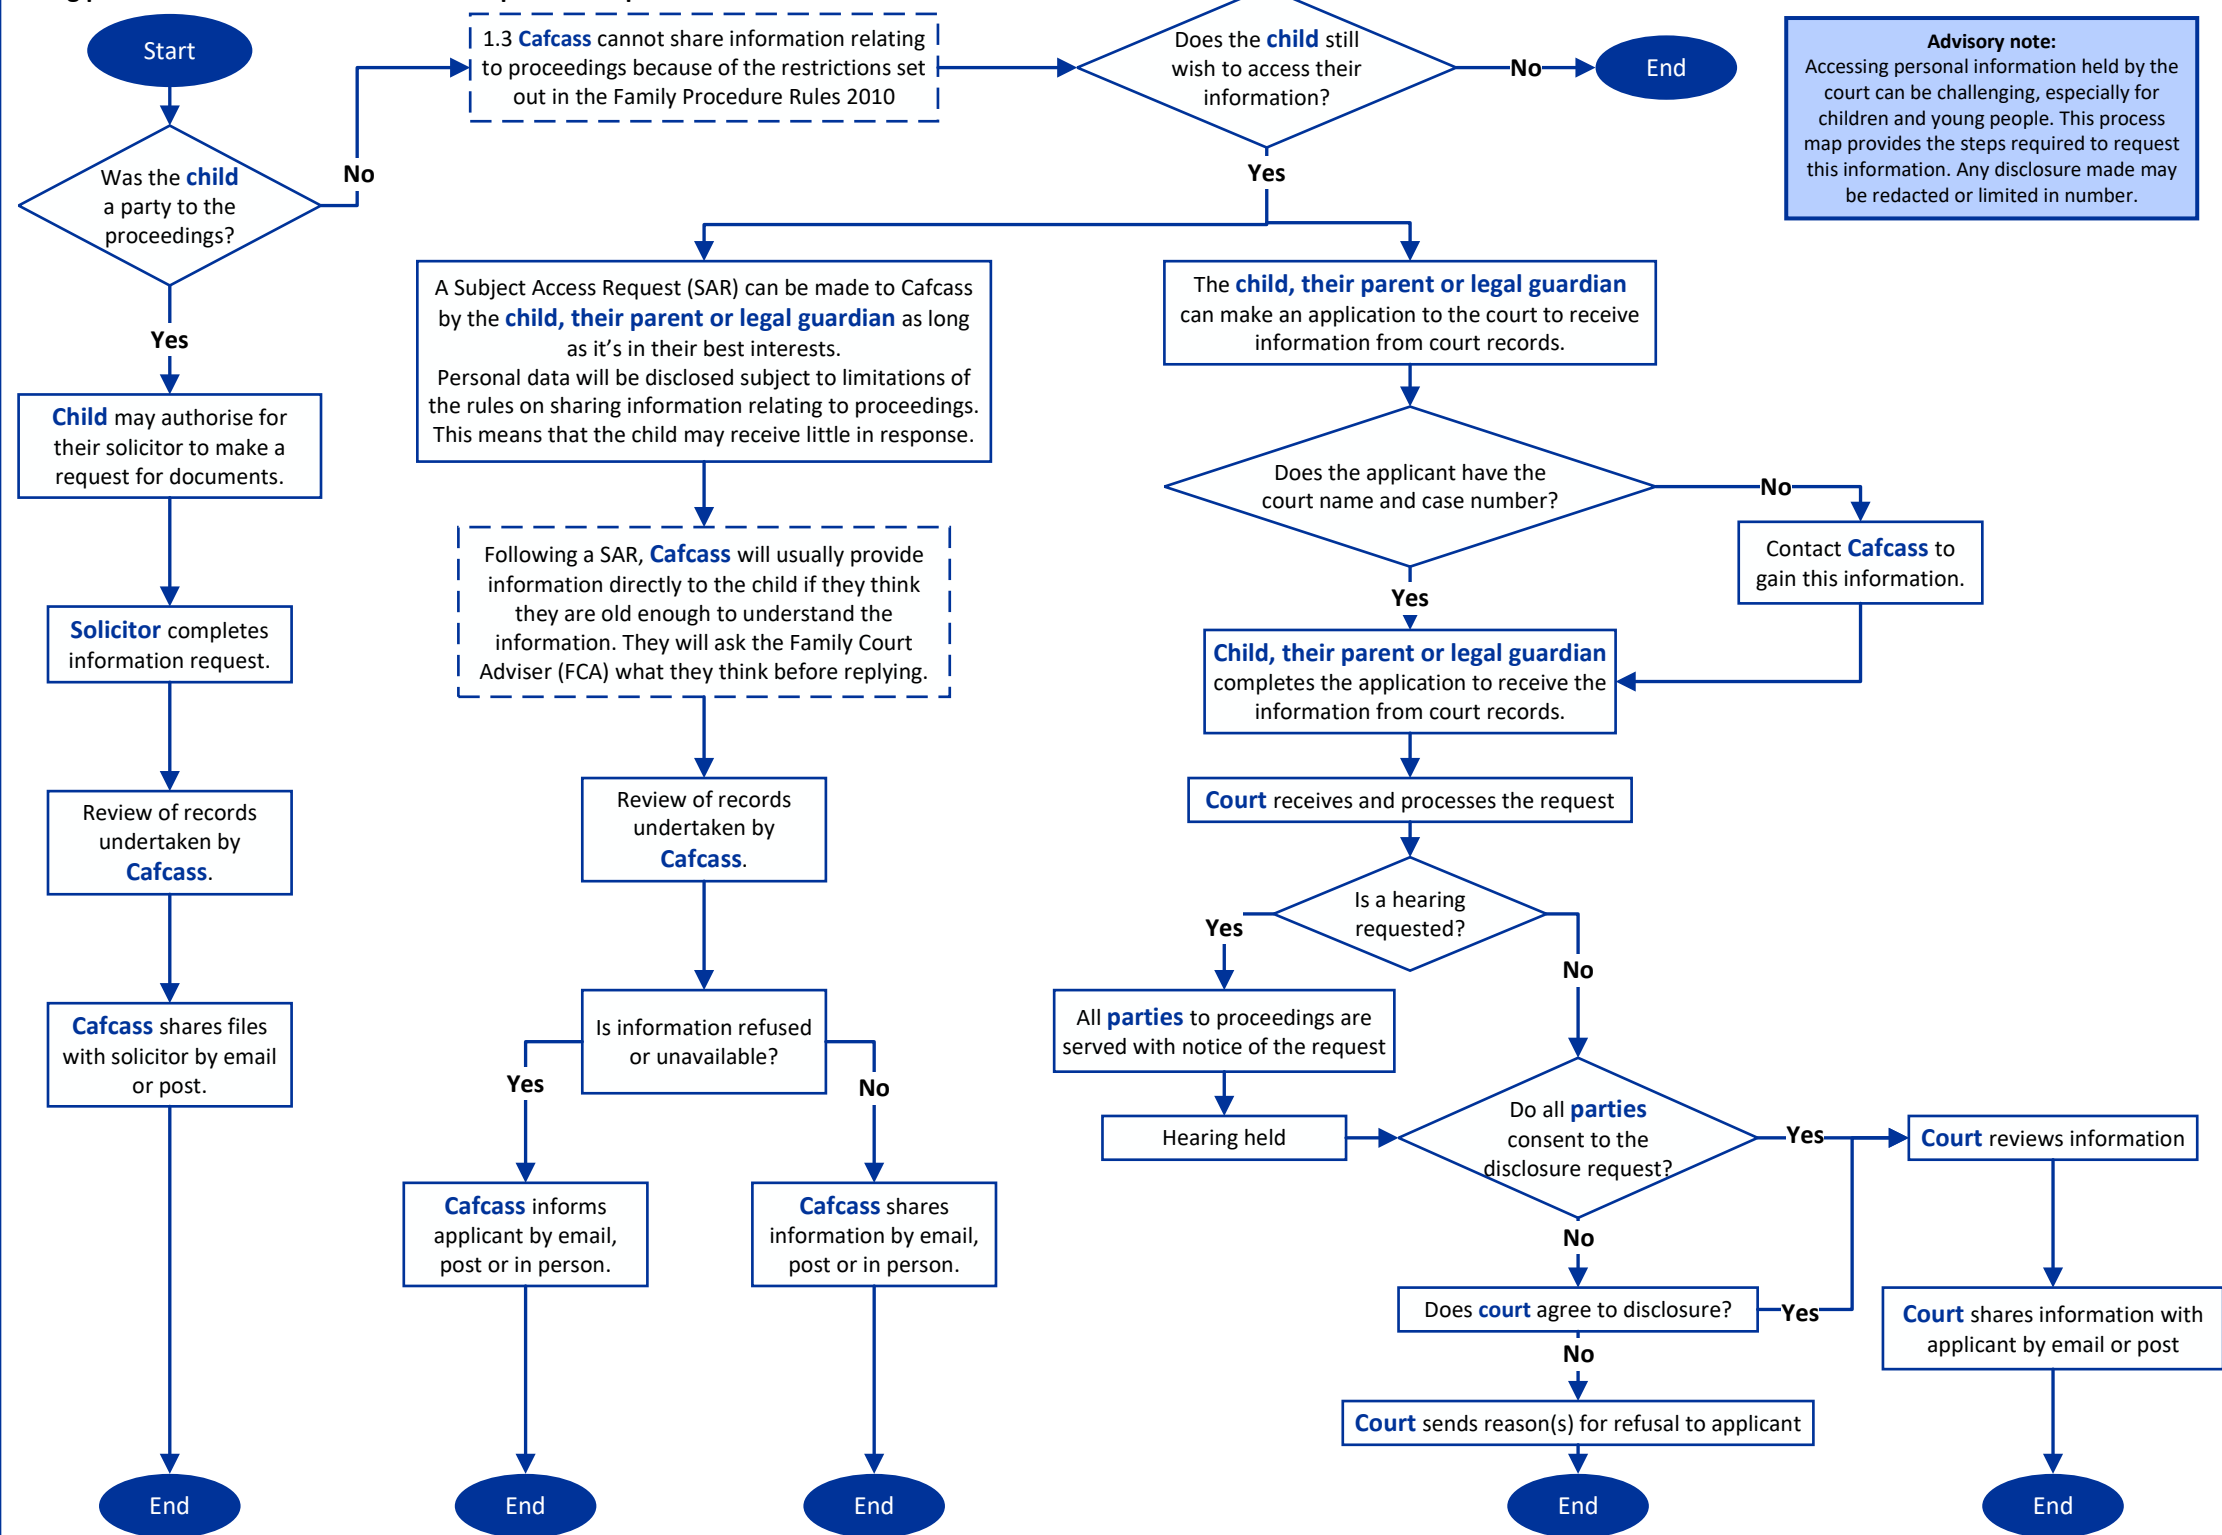 Start
Was the child
a party to the
proceedings?
No
Yes
Child may authorise for
their solicitor to make a
request for documents.
Solicitor completes
information request.
Review of records
undertaken by
Cafcass.
Cafcass shares files
with solicitor by email
or post.
End
1.3 Cafcass cannot share information relating
to proceedings because of the restrictions set
out in the Family Procedure Rules 2010
Does the child still
wish to access their
information?
No
End
Yes
Advisory note:
Accessing personal information held by the
court can be challenging, especially for
children and young people. This process
map provides the steps required to request
this information. Any disclosure made may
be redacted or limited in number.
A Subject Access Request (SAR) can be made to Cafcass
by the child, their parent or legal guardian as long
as it’s in their best interests.
Personal data will be disclosed subject to limitations of
the rules on sharing information relating to proceedings.
This means that the child may receive little in response.
Following a SAR, Cafcass will usually provide
information directly to the child if they think
they are old enough to understand the
information. They will ask the Family Court
Adviser (FCA) what they think before replying.
Review of records
undertaken by
Cafcass.
Is information refused
or unavailable?
Yes
No
Cafcass informs
applicant by email,
post or in person.
Cafcass shares
information by email,
post or in person.
End
End
The child, their parent or legal guardian
can make an application to the court to receive
information from court records.
Does the applicant have the
court name and case number?
No
Contact Cafcass to
gain this information.
Yes
Child, their parent or legal guardian
completes the application to receive the
information from court records.
Court receives and processes the request
Is a hearing
requested?
Yes
No
All parties to proceedings are
served with notice of the request
Hearing held
Do all parties
consent to the
disclosure request?
Yes
Court reviews information
No
Does court agree to disclosure?
Yes
Court shares information with
applicant by email or post
No
Court sends reason(s) for refusal to applicant
End
End